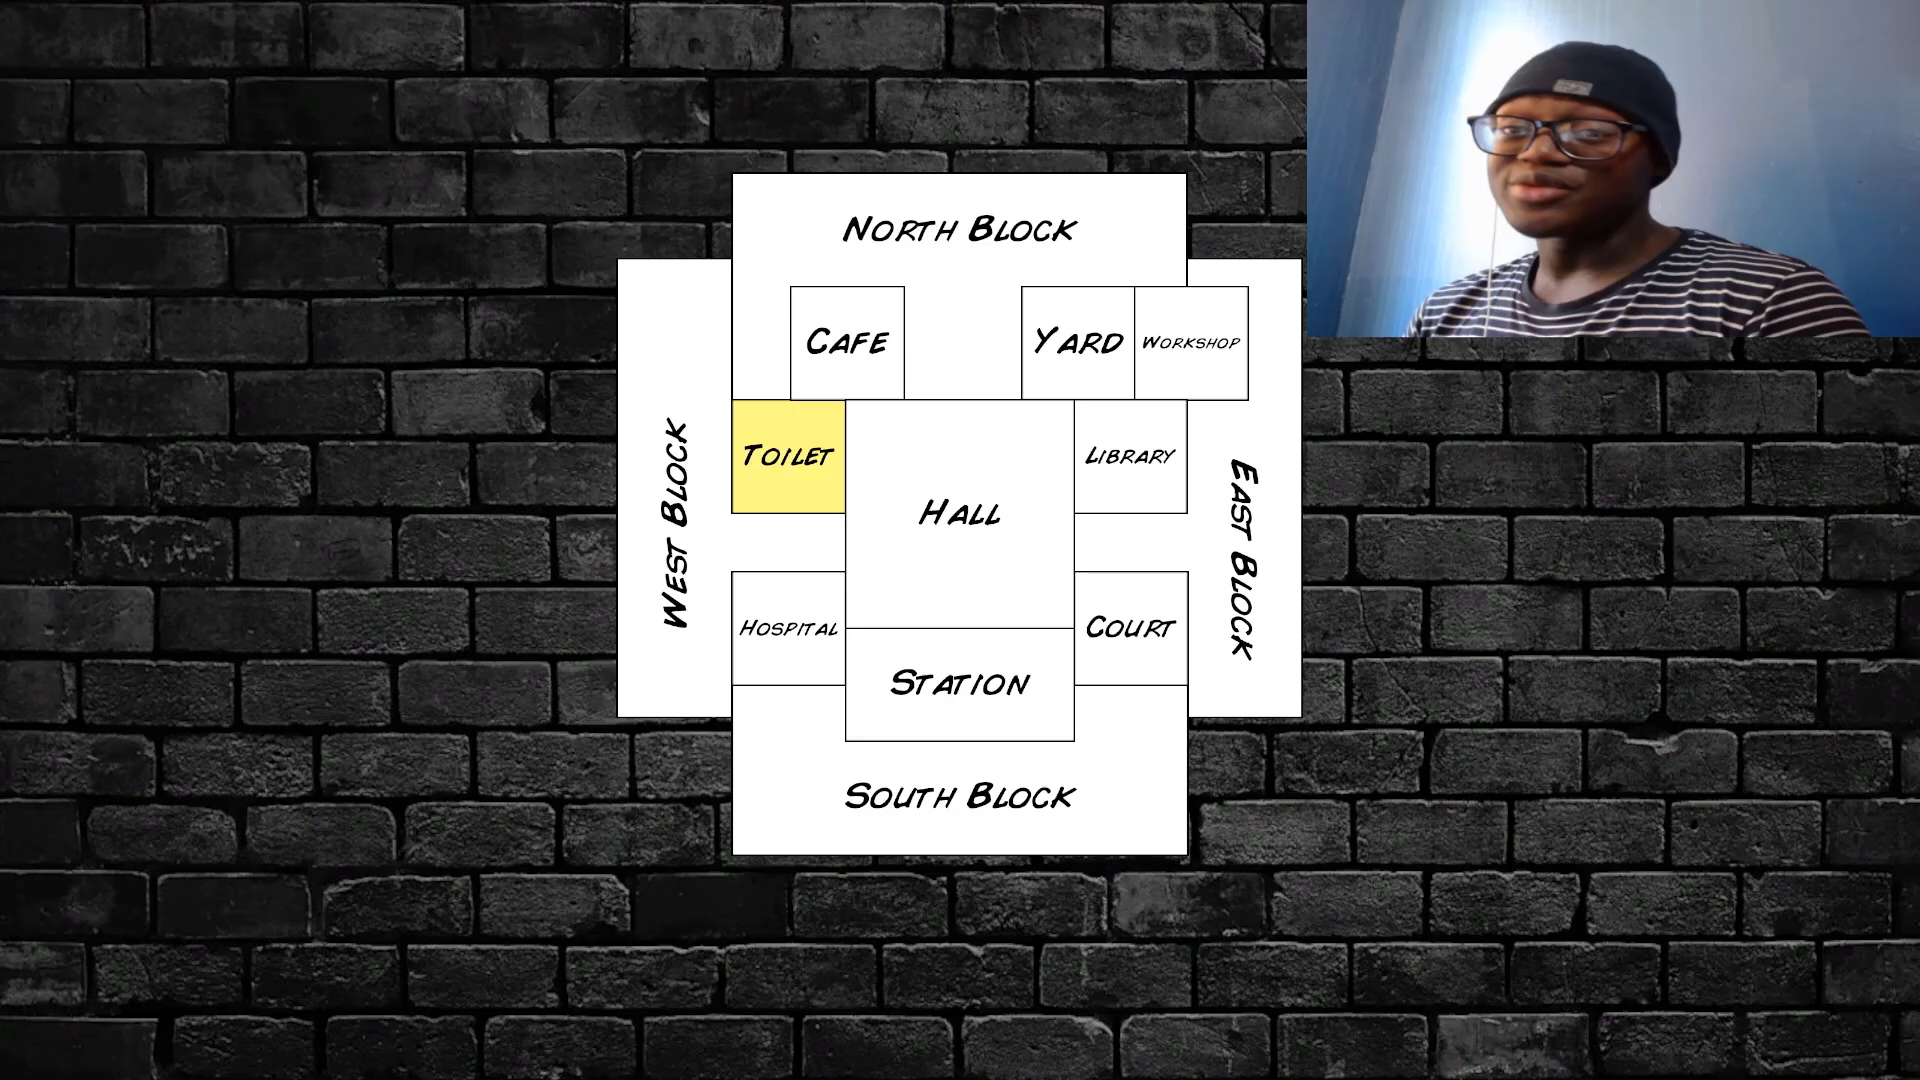 North Block
Cafe
Yard
Workshop
Toilet
Library
Hall
West Block
East Block
Hospital
Court
Station
South Block